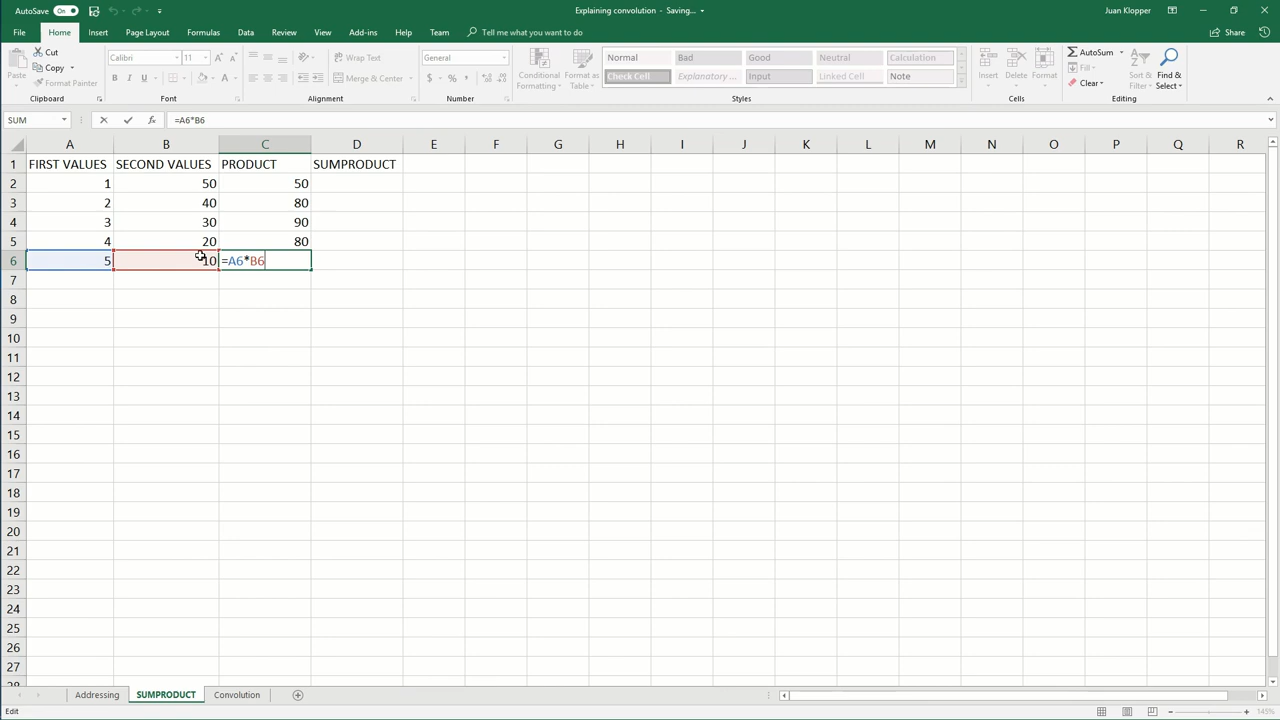 AutoSave On Explaining convolution - Saving... Juan Klopper
File Home Insert Page Layout Formulas Data Review View Add-ins Help Team Tell me what you want to do Share
Cut
Copy
Format Painter
Paste
Clipboard
Calibri 11
B I U
Font
Wrap Text
Merge & Center
Alignment
General
Number
Conditional Formatting
Format as Table
Normal Bad Good Neutral Calculation
Check Cell Explanatory ... Input Linked Cell Note
Styles
Insert Delete Format
Cells
AutoSum
Fill
Clear
Sort & Filter
Find & Select
Editing
SUM =A6*B6
A B C D E F G H I J K L M N O P Q R
1 FIRST VALUES SECOND VALUES PRODUCT SUMPRODUCT
2 1 50 50
3 2 40 80
4 3 30 90
5 4 20 80
6 5 10 =A6*B6
7
8
9
10
11
12
13
14
15
16
17
18
19
20
21
22
23
24
25
26
27
28
Addressing SUMPRODUCT Convolution
Edit 145%